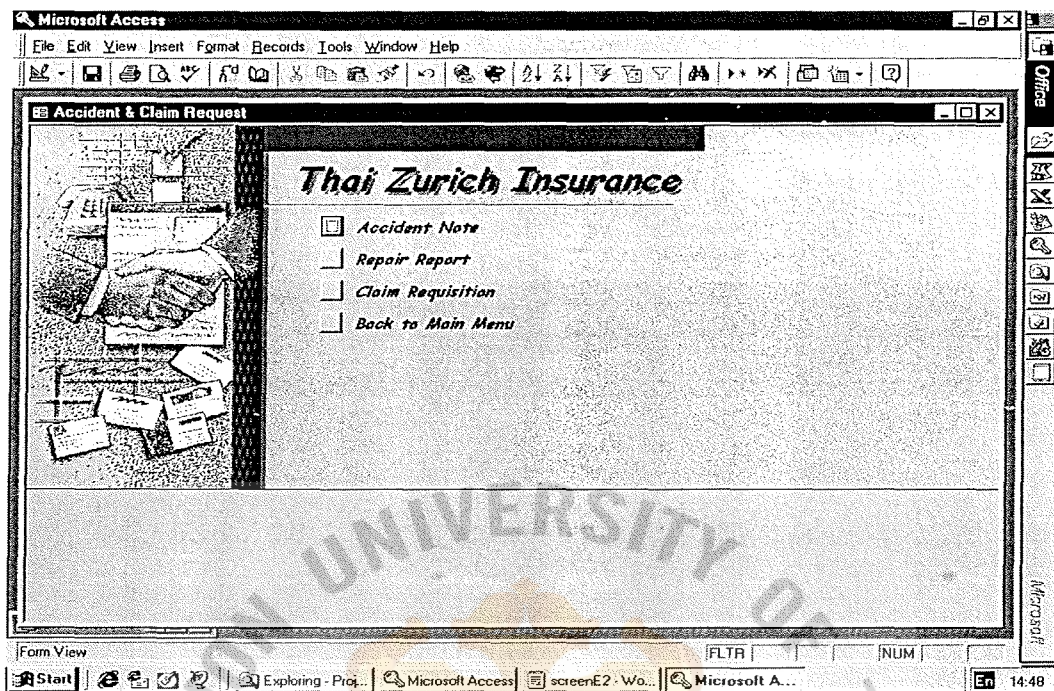 Microsoft Access
File Edit View Insert Format Records Tools Window Help
Office
Accident & Claim Request
Thai Zurich Insurance
Accident Note
Repair Report
Claim Requisition
Back to Main Menu
UNIVERSITY OF
ON
Microsoft
Form View FLTR NUM
Start Exploring - Proj... Microsoft Access screenE2 - Wo... Microsoft A... En 14:48